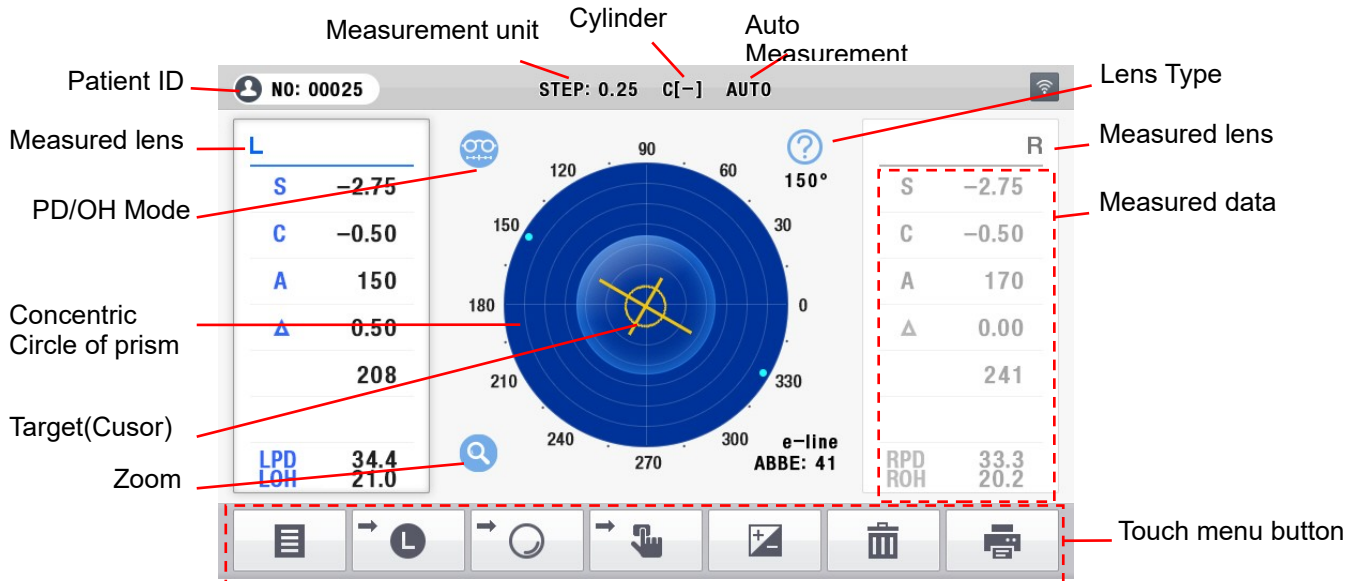 Measurement unit
Cylinder
Auto
Measurement
Patient ID
NO: 00025
STEP: 0.25
C[-]
AUTO
Lens Type
Measured lens
L
R
Measured lens
90
120
60
150°
S -2.75
S -2.75
Measured data
PD/OH Mode
150
30
C -0.50
C -0.50
A 150
A 170
180
0
Concentric
Circle of prism
Δ 0.50
Δ 0.00
208
241
210
330
Target(Cusor)
240
300
270
e-line
ABBE: 41
Zoom
LPD 34.4
LOH 21.0
RPD 33.3
ROH 20.2
L
+ -
Touch menu button